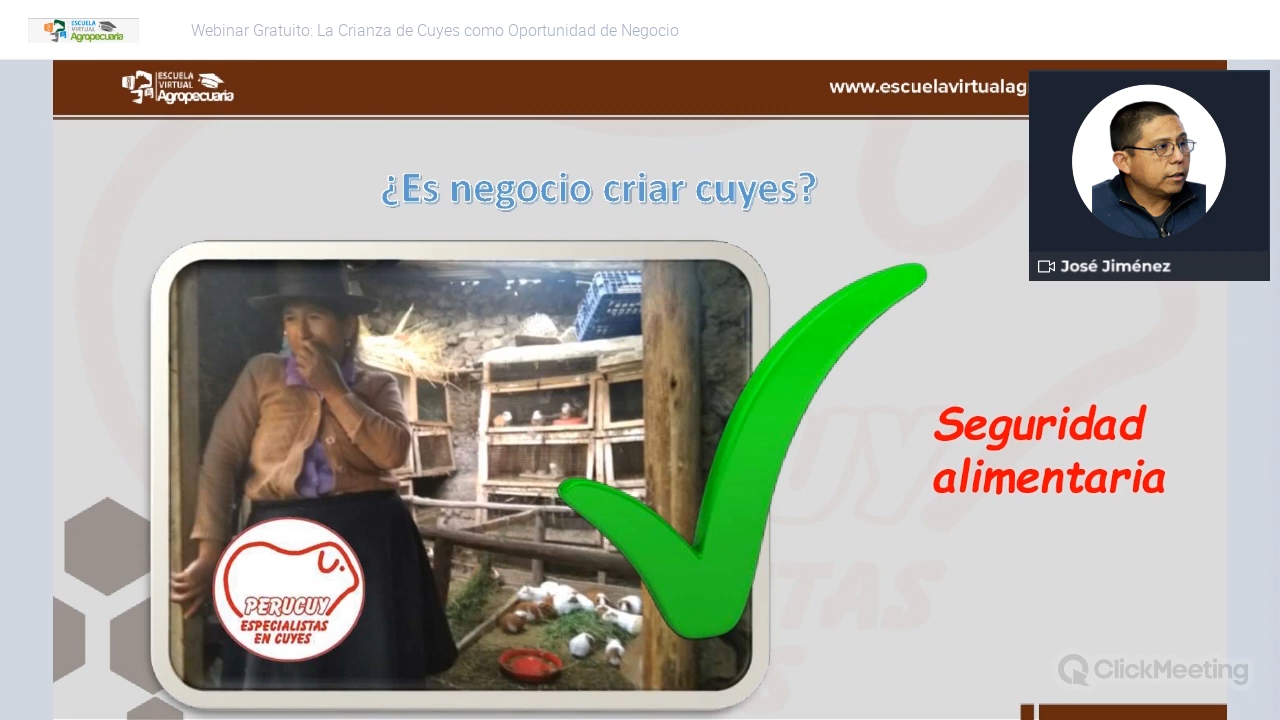 ESCUELA
VIRTUAL
Agropecuaria
Webinar Gratuito: La Crianza de Cuyes como Oportunidad de Negocio
ESCUELA
VIRTUAL
Agropecuaria
www.escuelavirtualag
¿Es negocio criar cuyes?
José Jiménez
Seguridad
alimentaria
PERUCUY
ESPECIALISTAS
EN CUYES
ClickMeeting